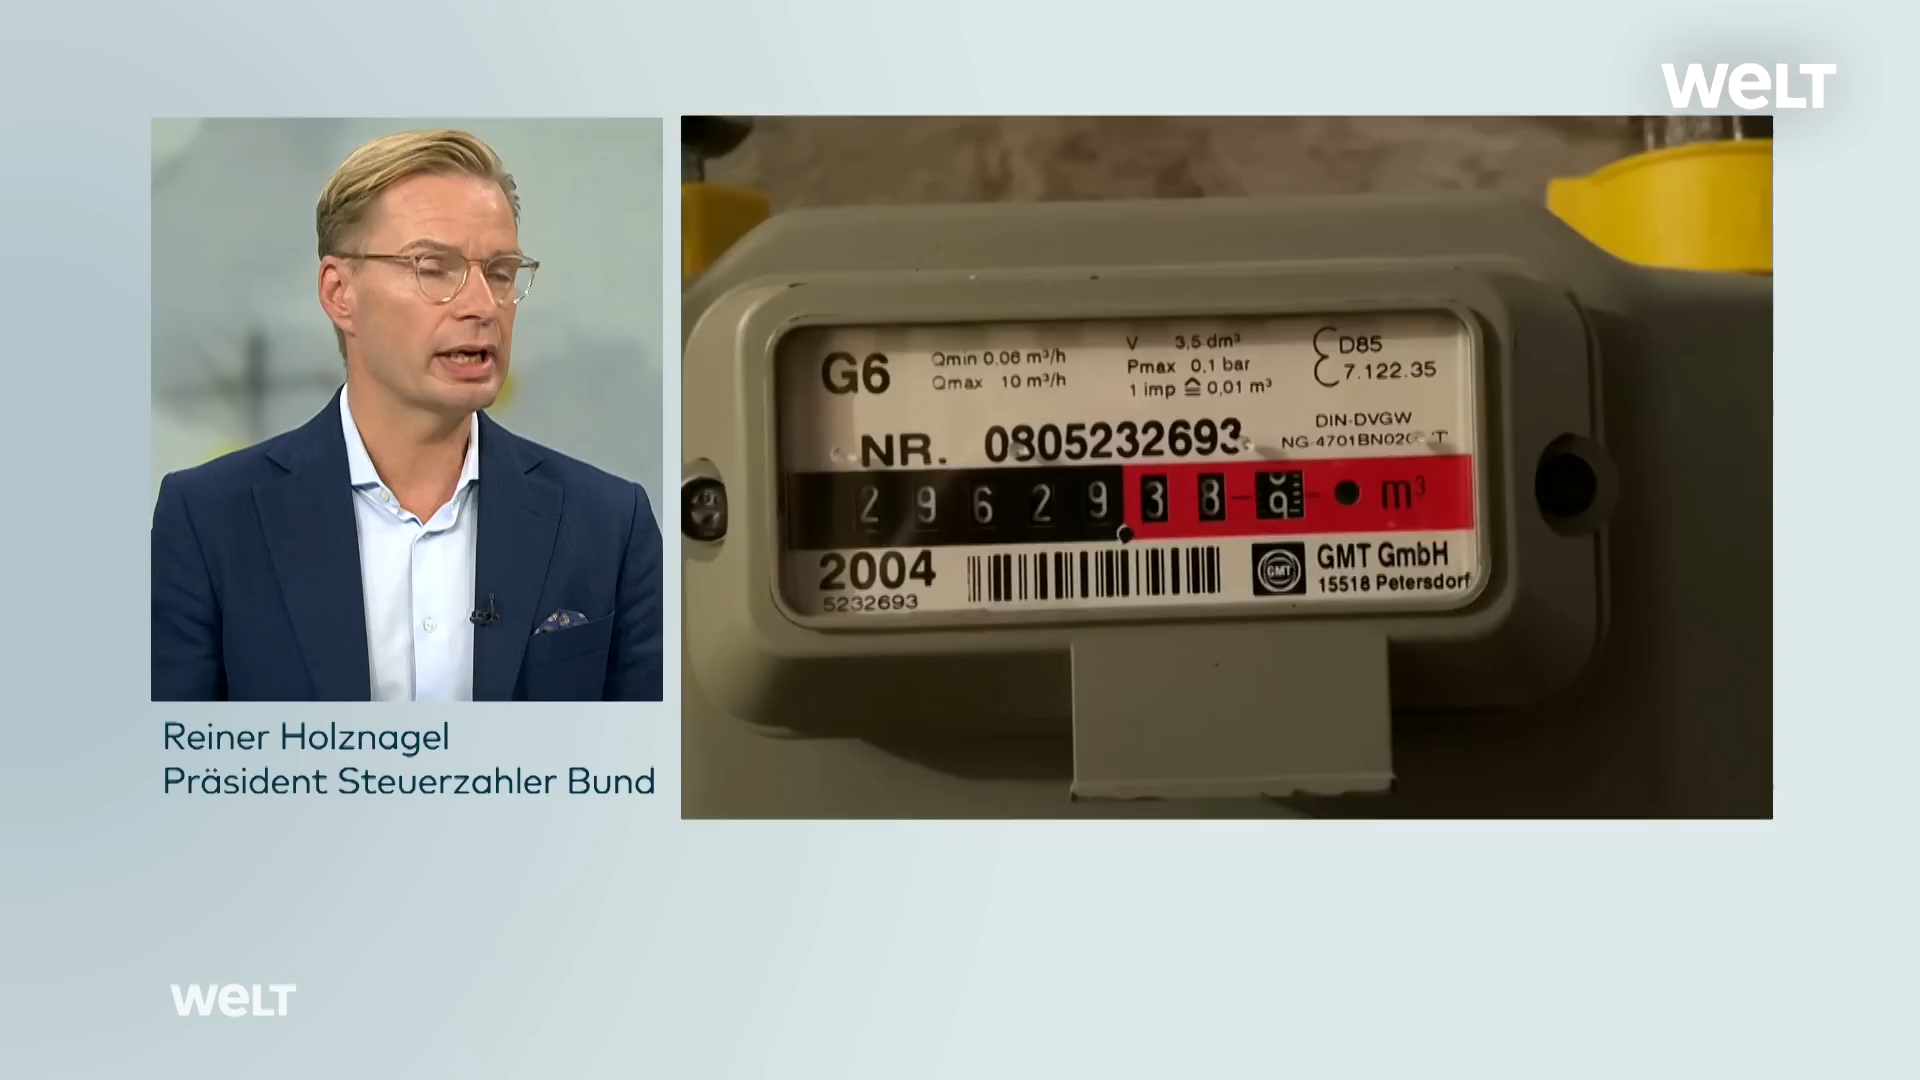 WELT
Reiner Holznagel
Präsident Steuerzahler Bund
G6
Qmin 0,06 m³/h
Qmax 10 m³/h
V 3,5 dm³
Pmax 0,1 bar
1 imp ≙ 0,01 m³
D85
7.122.35
DIN-DVGW
NR. 0805232693
2 9 6 2 9 3 8 m³
2004
5232693
GMT
GMT GmbH
15518 Petersdorf
WELT